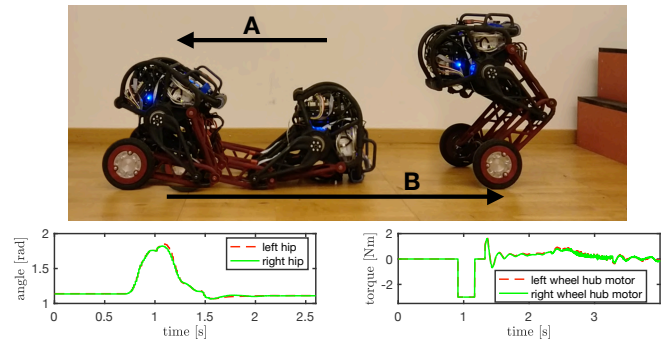 A
B
2
1.5
1
angle [rad]
left hip
right hip
0
0.5
1
1.5
2
2.5
time [s]
2
0
-2
torque [Nm]
left wheel hub motor
right wheel hub motor
0
1
2
3
time [s]